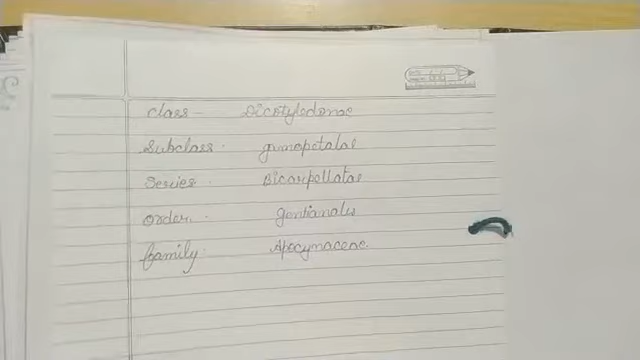 Class - Dicotyledonae
Subclass - gamopetalae
Series - Bicarpellatae
Order - gentianales
family - Apocynaceae